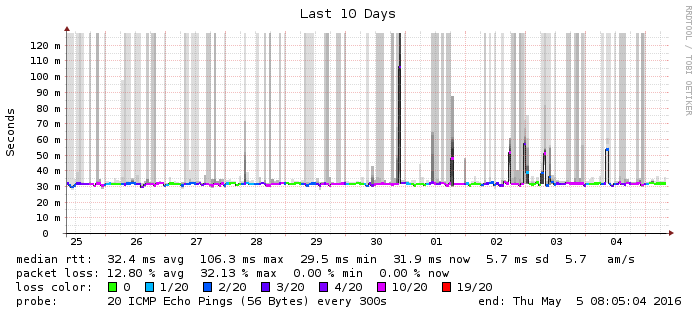 Last 10 Days
RRDTOOL / TOBI OETIKER
Seconds
120 m
110 m
100 m
90 m
80 m
70 m
60 m
50 m
40 m
30 m
20 m
10 m
0
25 26 27 28 29 30 01 02 03 04
median rtt: 32.4 ms avg 106.3 ms max 29.5 ms min 31.9 ms now 5.7 ms sd 5.7 am/s
packet loss: 12.80 % avg 32.13 % max 0.00 % min 0.00 % now
loss color: 0 1/20 2/20 3/20 4/20 10/20 19/20
probe: 20 ICMP Echo Pings (56 Bytes) every 300s end: Thu May 5 08:05:04 2016